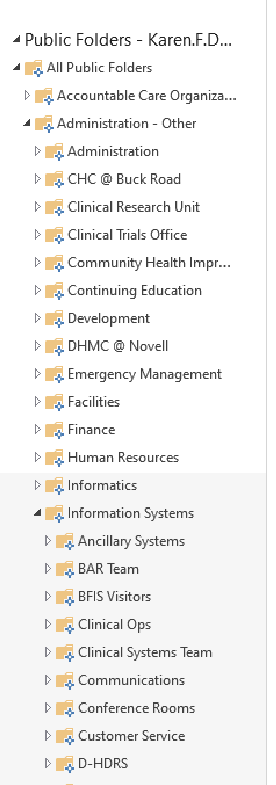 Public Folders - Karen.F.D...
All Public Folders
Accountable Care Organiza...
Administration - Other
Administration
CHC @ Buck Road
Clinical Research Unit
Clinical Trials Office
Community Health Impr...
Continuing Education
Development
DHMC @ Novell
Emergency Management
Facilities
Finance
Human Resources
Informatics
Information Systems
Ancillary Systems
BAR Team
BFIS Visitors
Clinical Ops
Clinical Systems Team
Communications
Conference Rooms
Customer Service
D-HDRS